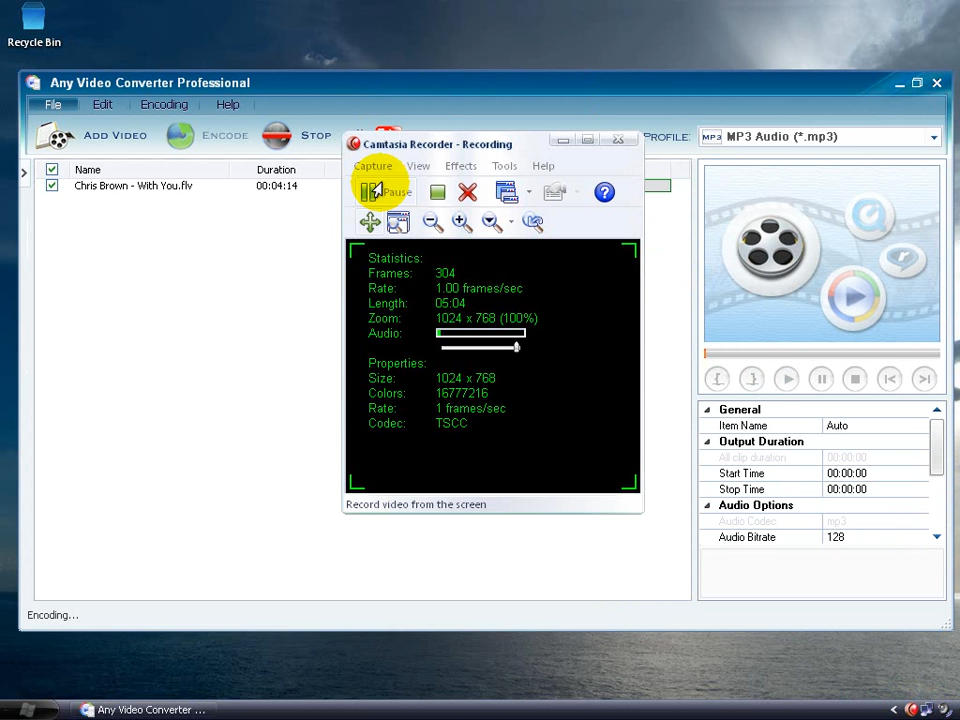 Recycle Bin
Any Video Converter Professional
File Edit Encoding Help
ADD VIDEO ENCODE STOP PROFILE: MP3 MP3 Audio (*.mp3)
Name Duration
Chris Brown - With You.flv 00:04:14
Camtasia Recorder - Recording
Capture View Effects Tools Help
Pause
Statistics:
Frames: 304
Rate: 1.00 frames/sec
Length: 05:04
Zoom: 1024 x 768 (100%)
Audio:
Properties:
Size: 1024 x 768
Colors: 16777216
Rate: 1 frames/sec
Codec: TSCC
Record video from the screen
General
Item Name Auto
Output Duration
All clip duration 00:00:00
Start Time 00:00:00
Stop Time 00:00:00
Audio Options
Audio Codec mp3
Audio Bitrate 128
Encoding...
Any Video Converter ...